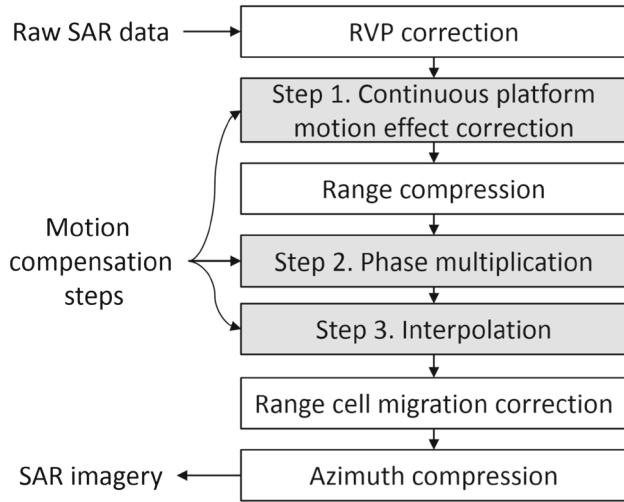 Raw SAR data
RVP correction
Step 1. Continuous platform
motion effect correction
Range compression
Motion
compensation
steps
Step 2. Phase multiplication
Step 3. Interpolation
Range cell migration correction
SAR imagery
Azimuth compression